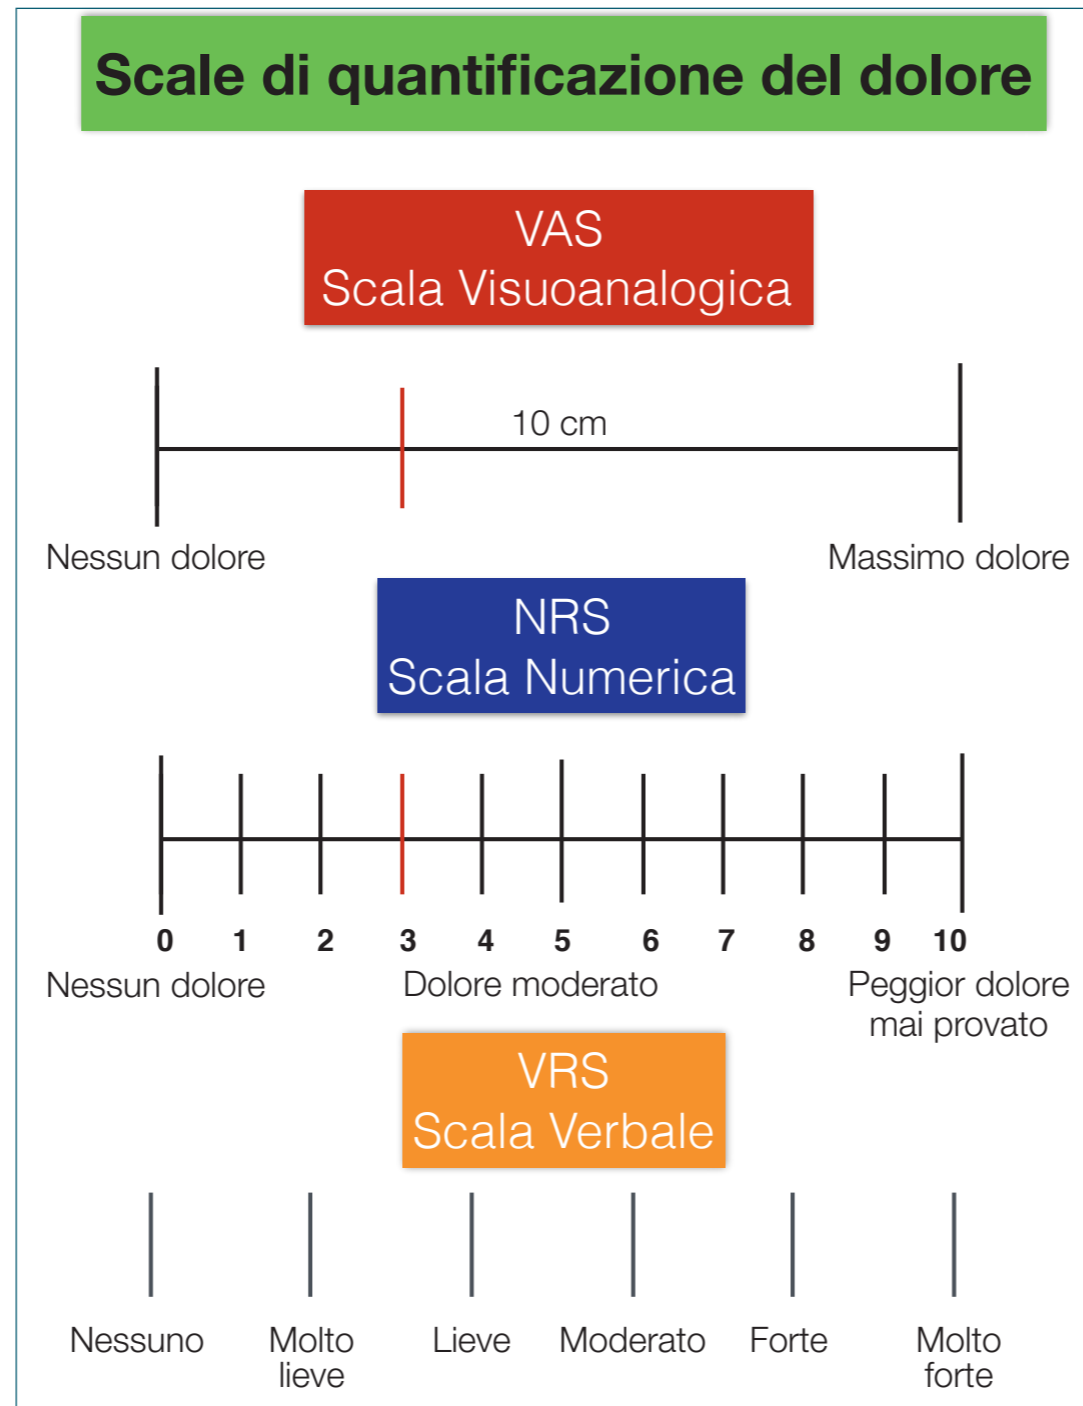 Scale di quantificazione del dolore
VAS
Scala Visuoanalogica
10 cm
Nessun dolore Massimo dolore
NRS
Scala Numerica
0 1 2 3 4 5 6 7 8 9 10
Nessun dolore Dolore moderato Peggior dolore
mai provato
VRS
Scala Verbale
Nessuno Molto Lieve Moderato Forte Molto
lieve forte